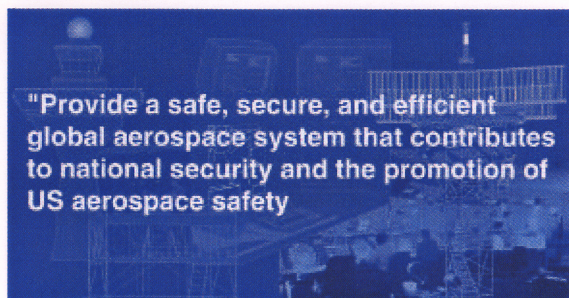 "Provide a safe, secure, and efficient
global aerospace system that contributes
to national security and the promotion of
US aerospace safety